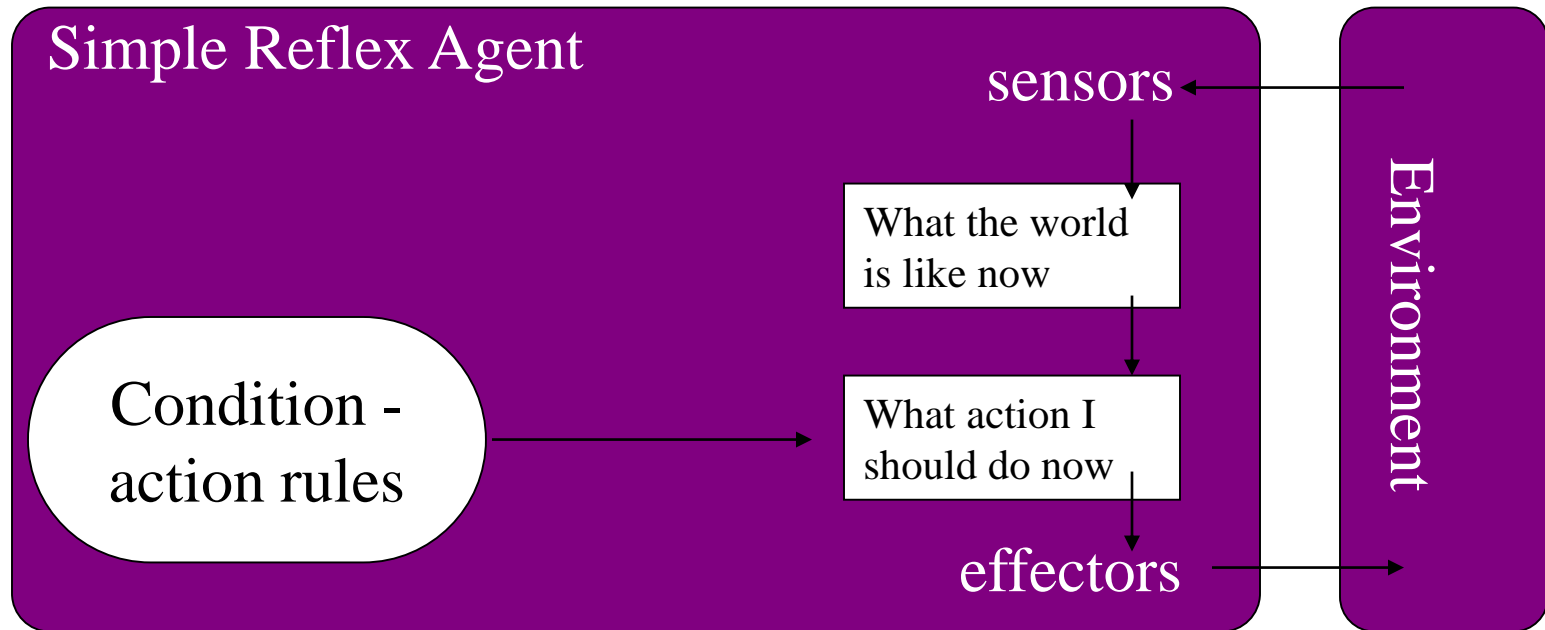 Simple Reflex Agent
sensors
What the world
is like now
Condition -
action rules
What action I
should do now
effectors
Environment